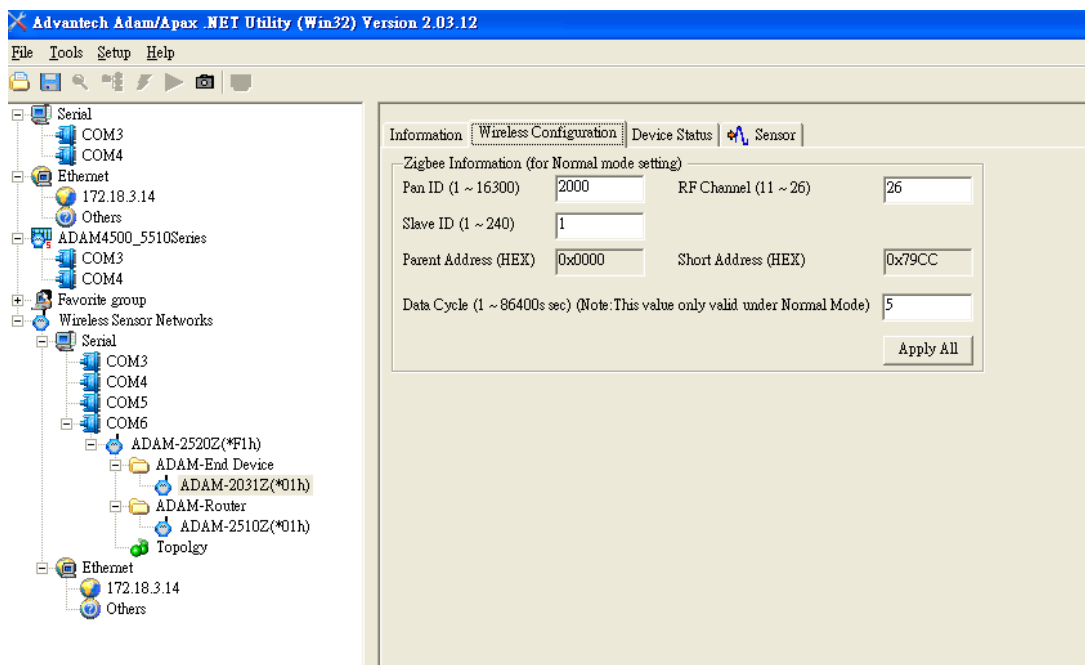 Advantech Adam/Apax .NET Utility (Win32) Version 2.03.12
File Tools Setup Help
Serial
COM3
COM4
Ethernet
172.18.3.14
Others
ADAM4500_5510Series
COM3
COM4
Favorite group
Wireless Sensor Networks
Serial
COM3
COM4
COM5
COM6
ADAM-2520Z(*F1h)
ADAM-End Device
ADAM-2031Z(*01h)
ADAM-Router
ADAM-2510Z(*01h)
Topolgy
Ethernet
172.18.3.14
Others
Information Wireless Configuration Device Status Sensor
Zigbee Information (for Normal mode setting)
Pan ID (1 ~ 16300) 2000 RF Channel (11 ~ 26) 26
Slave ID (1 ~ 240) 1
Parent Address (HEX) 0x0000 Short Address (HEX) 0x79CC
Data Cycle (1 ~ 86400s sec) (Note:This value only valid under Normal Mode) 5
Apply All